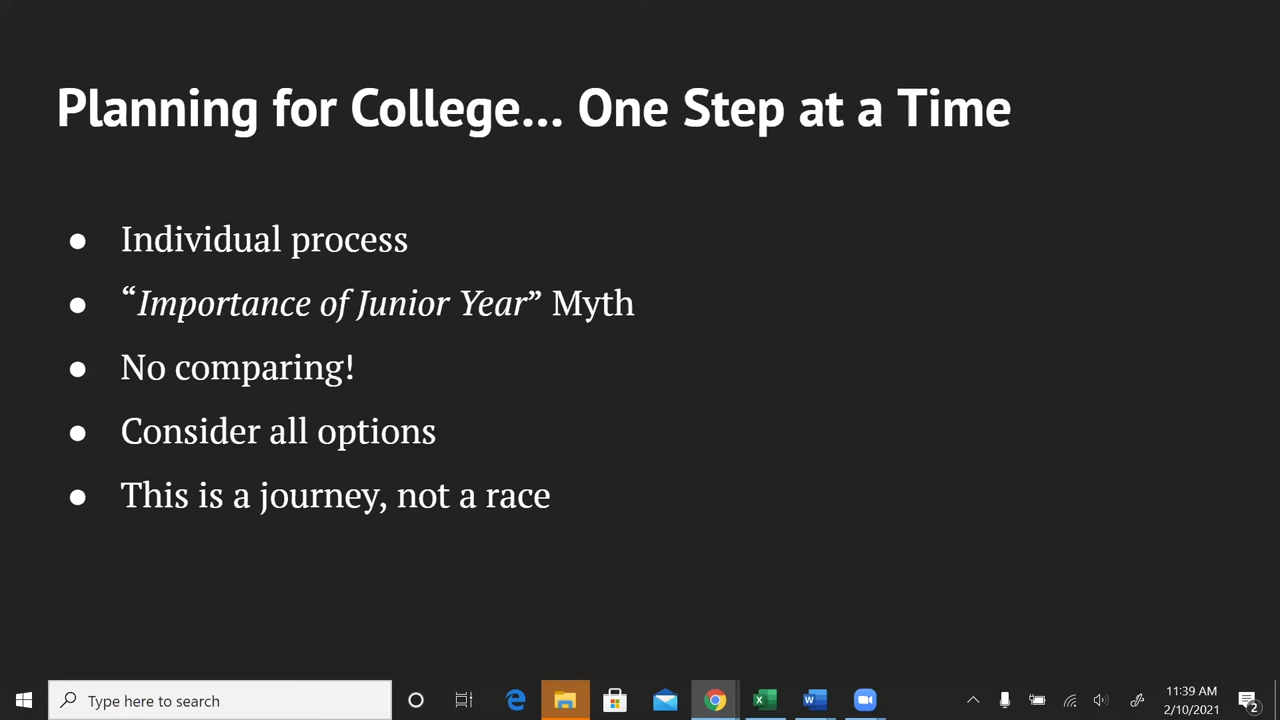 Planning for College... One Step at a Time
● Individual process
● “Importance of Junior Year” Myth
● No comparing!
● Consider all options
● This is a journey, not a race
Type here to search
11:39 AM
2/10/2021
2